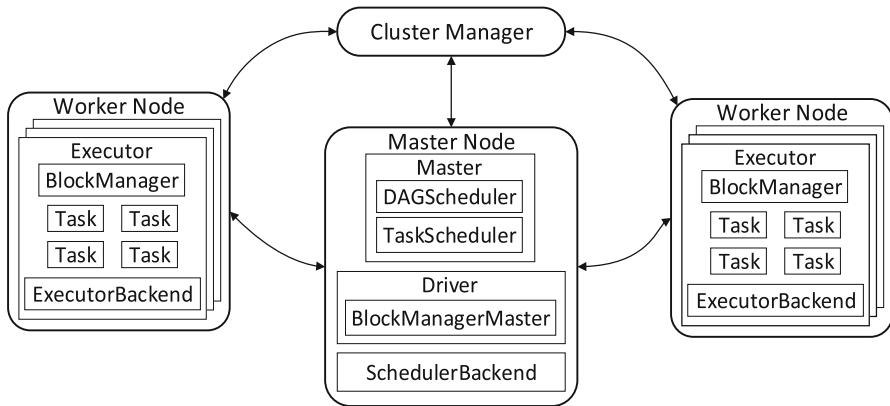 Cluster Manager
Worker Node
Executor
BlockManager
Task Task
Task Task
ExecutorBackend
Master Node
Master
DAGScheduler
TaskScheduler
Driver
BlockManagerMaster
SchedulerBackend
Worker Node
Executor
BlockManager
Task Task
Task Task
ExecutorBackend